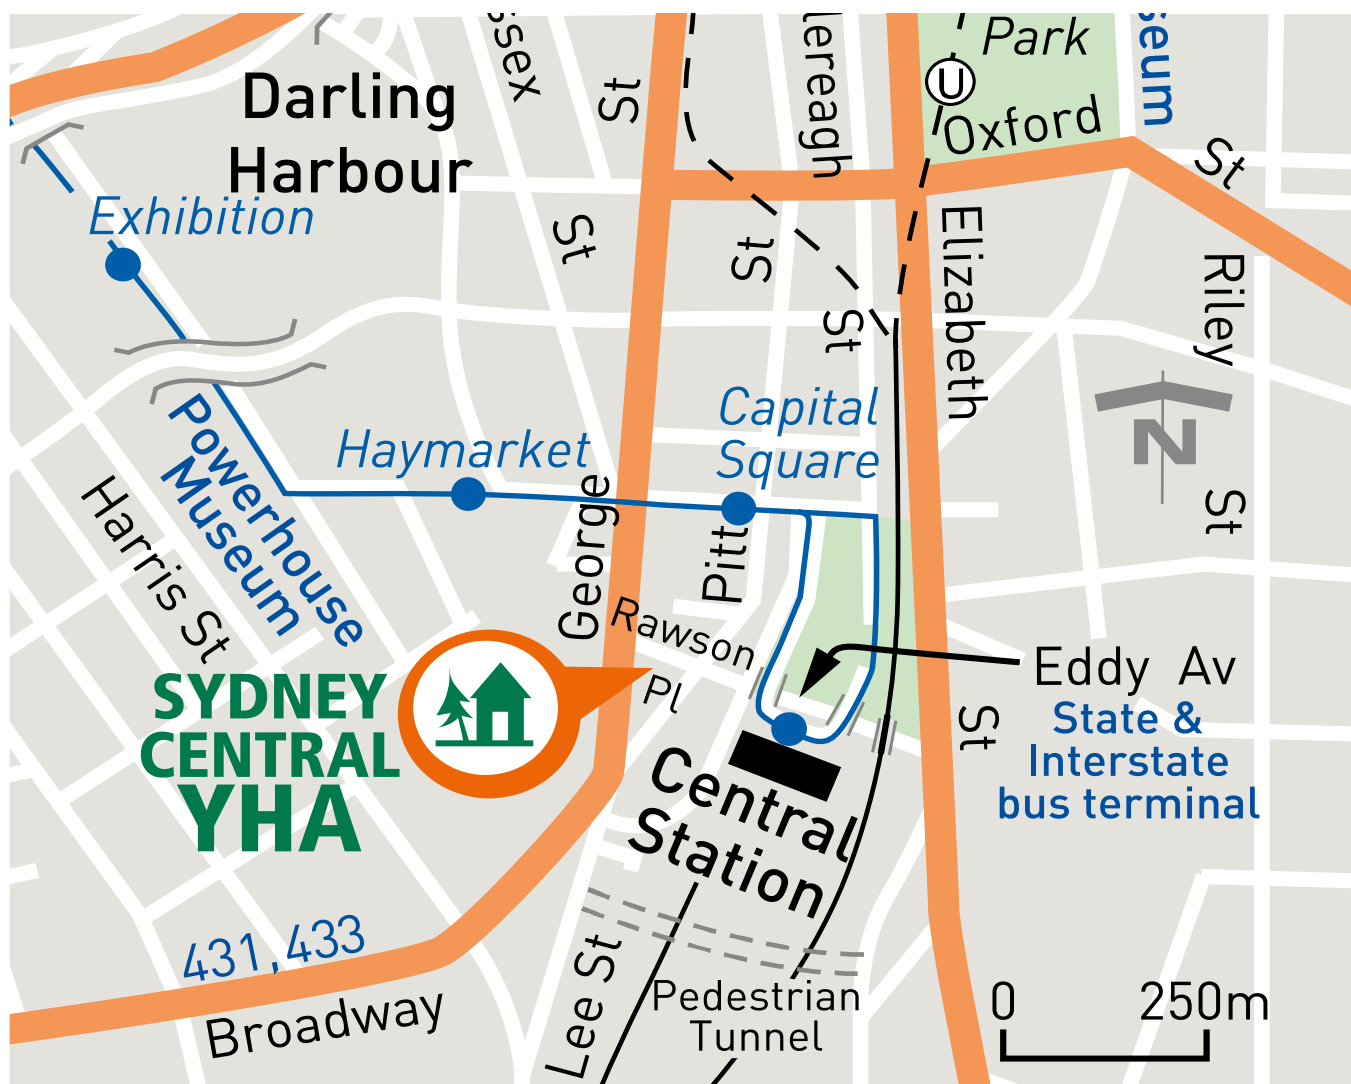 Park
U
Oxford
St
Darling
Harbour
St
St
St
St
Exhibition
Elizabeth
Riley
St
St
Capital
Square
Haymarket
Powerhouse
Museum
Harris St
George
Pitt
Rawson
Pl
N
Eddy Av
State &
Interstate
bus terminal
SYDNEY
CENTRAL
YHA
Central
Station
431, 433
Broadway
Lee St
Pedestrian
Tunnel
0 250m
ssex
lereagh
seum